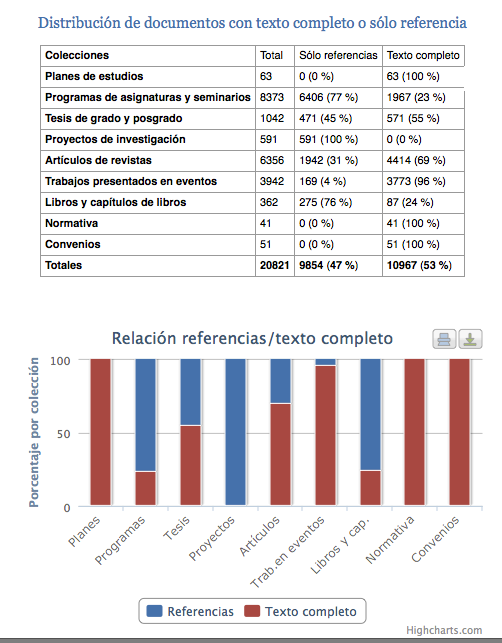 Distribución de documentos con texto completo o sólo referencia
Colecciones Total Sólo referencias Texto completo
Planes de estudios 63 0 (0 %) 63 (100 %)
Programas de asignaturas y seminarios 8373 6406 (77 %) 1967 (23 %)
Tesis de grado y posgrado 1042 471 (45 %) 571 (55 %)
Proyectos de investigación 591 591 (100 %) 0 (0 %)
Artículos de revistas 6356 1942 (31 %) 4414 (69 %)
Trabajos presentados en eventos 3942 169 (4 %) 3773 (96 %)
Libros y capítulos de libros 362 275 (76 %) 87 (24 %)
Normativa 41 0 (0 %) 41 (100 %)
Convenios 51 0 (0 %) 51 (100 %)
Totales 20821 9854 (47 %) 10967 (53 %)
Relación referencias/texto completo
Porcentaje por colección
100
50
0
Planes
Programas
Tesis
Proyectos
Artículos
Trab.en eventos
Libros y cap.
Normativa
Convenios
Referencias Texto completo
Highcharts.com